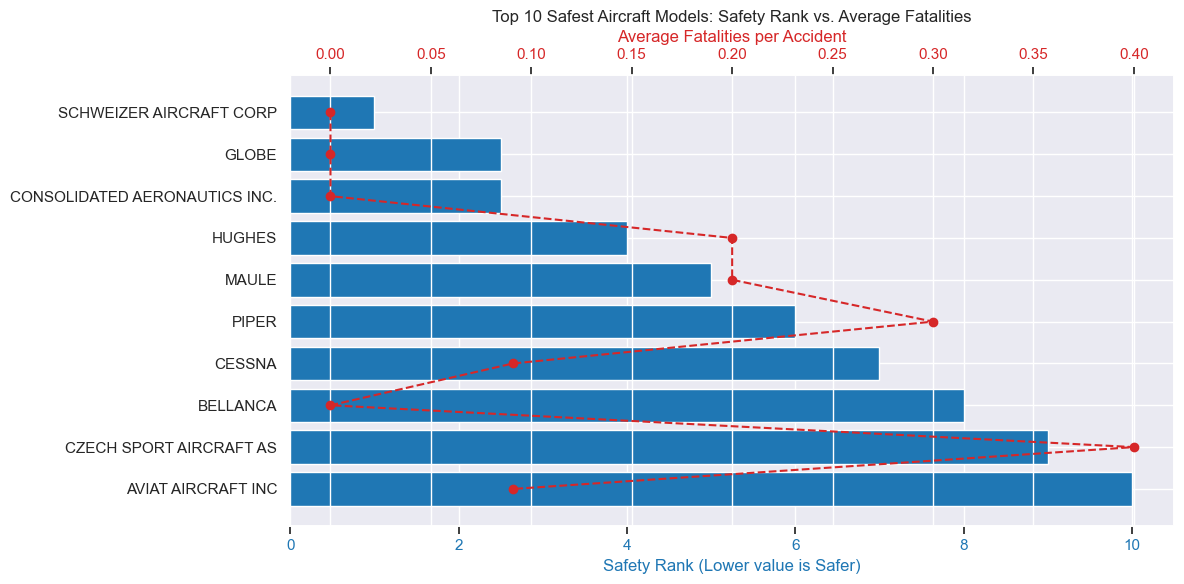 Top 10 Safest Aircraft Models: Safety Rank vs. Average Fatalities
Average Fatalities per Accident
0.00 0.05 0.10 0.15 0.20 0.25 0.30 0.35 0.40
SCHWEIZER AIRCRAFT CORP
GLOBE
CONSOLIDATED AERONAUTICS INC.
HUGHES
MAULE
PIPER
CESSNA
BELLANCA
CZECH SPORT AIRCRAFT AS
AVIAT AIRCRAFT INC
0 2 4 6 8 10
Safety Rank (Lower value is Safer)